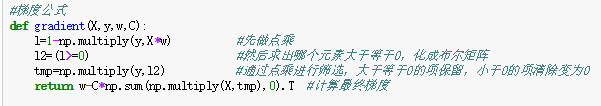 #梯度公式
def gradient(X,y,w,C):
    l=1-np.multiply(y,X*w)          #先做点乘
    l2=(l>=0)                       #然后求出哪个元素大于等于0，化成布尔矩阵
    tmp=np.multiply(y,l2)           #通过点乘进行筛选，大于等于0的项保留，小于0的项清除变为0
    return w-C*np.sum(np.multiply(X,tmp),0).T  #计算最终梯度